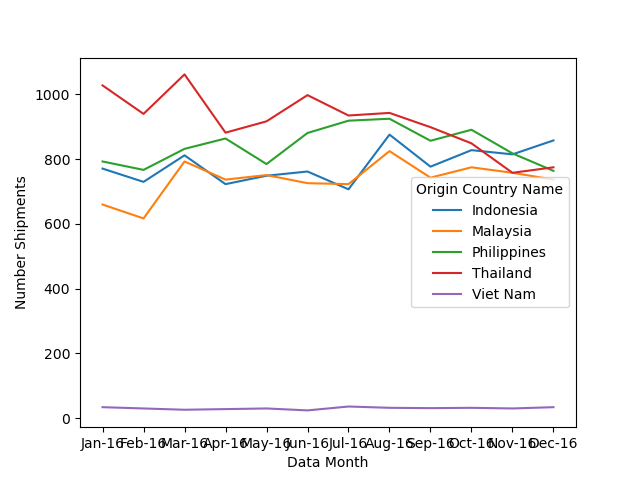 1000
800
600
400
200
0
Number Shipments
Origin Country Name
Indonesia
Malaysia
Philippines
Thailand
Viet Nam
Jan-16 Feb-16 Mar-16 Apr-16 May-16 Jun-16 Jul-16 Aug-16 Sep-16 Oct-16 Nov-16 Dec-16
Data Month